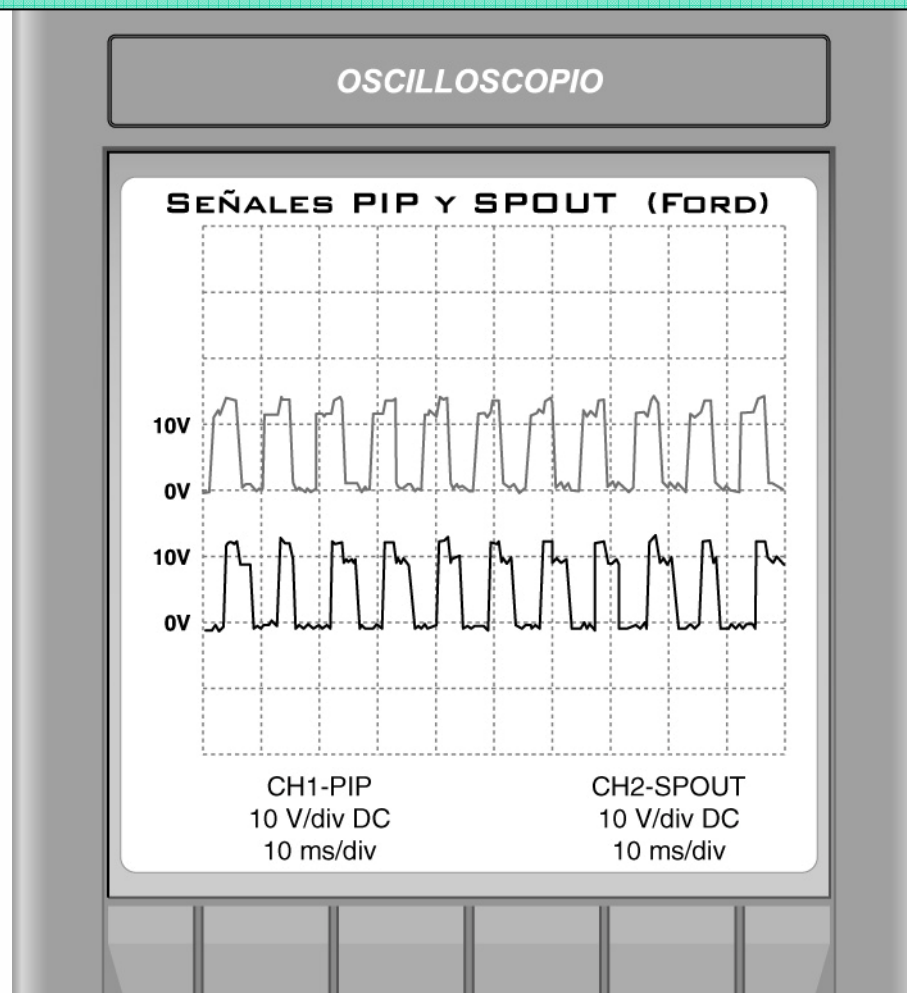 OSCILLOSCOPIO
SEÑALES PIP Y SPOUT (FORD)
10V
0V
10V
0V
CH1-PIP
10 V/div DC
10 ms/div
CH2-SPOUT
10 V/div DC
10 ms/div